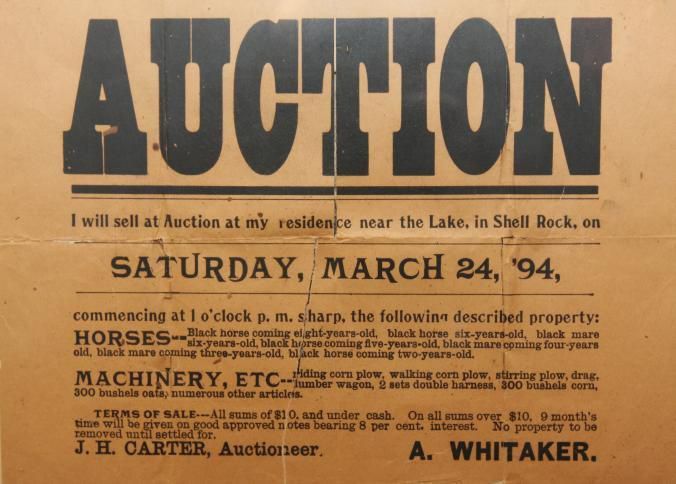 AUCTION
I will sell at Auction at my residence near the Lake, in Shell Rock, on
SATURDAY, MARCH 24, '94,
commencing at 1 o'clock p. m. sharp, the following described property:
HORSES--Black horse coming eight-years-old, black horse six-years-old, black mare
six-years-old, black horse coming five-years-old, black mare coming four-years
old, black mare coming three-years-old, black horse coming two-years-old.
MACHINERY, ETC--riding corn plow, walking corn plow, stirring plow, drag,
lumber wagon, 2 sets double harness, 300 bushels corn,
300 bushels oats, numerous other articles.
TERMS OF SALE---All sums of $10. and under cash. On all sums over $10, 9 month's
time will be given on good approved notes bearing 8 per cent. interest. No property to be
removed until settled for.
J. H. CARTER, Auctioneer. A. WHITAKER.